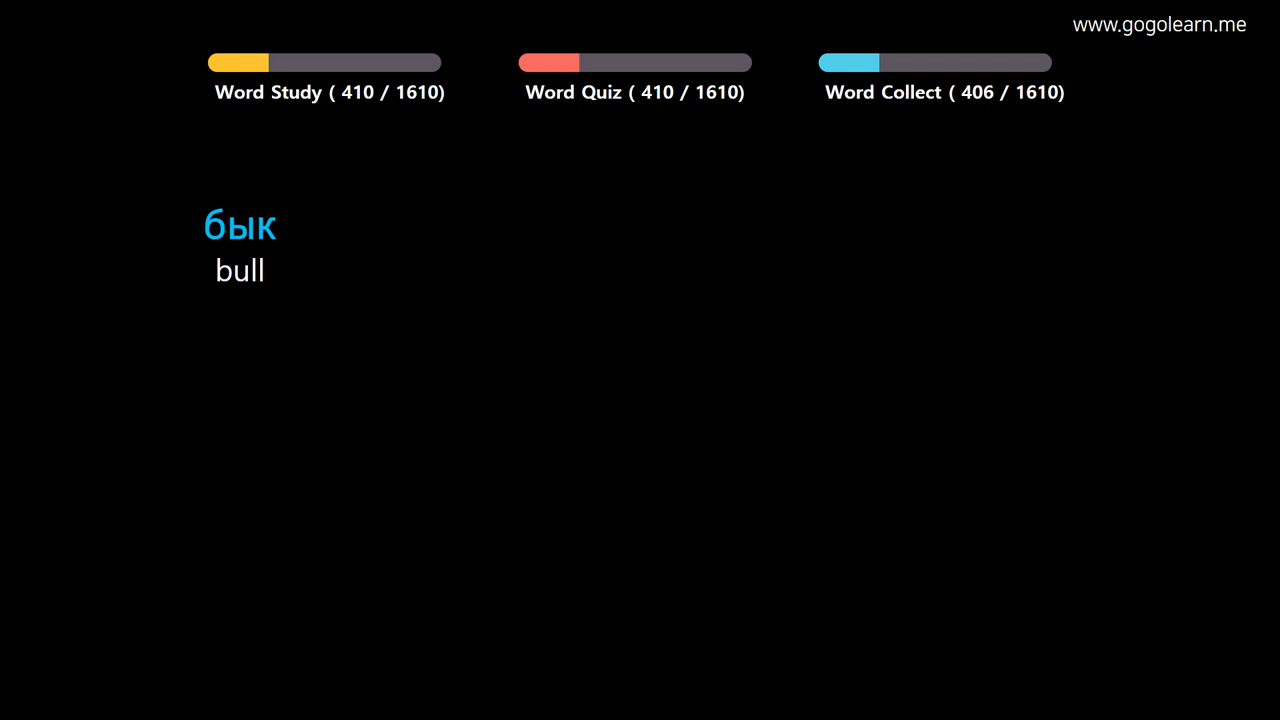 www.gogolearn.me
Word Study ( 410 / 1610)
Word Quiz ( 410 / 1610)
Word Collect ( 406 / 1610)
бык
bull